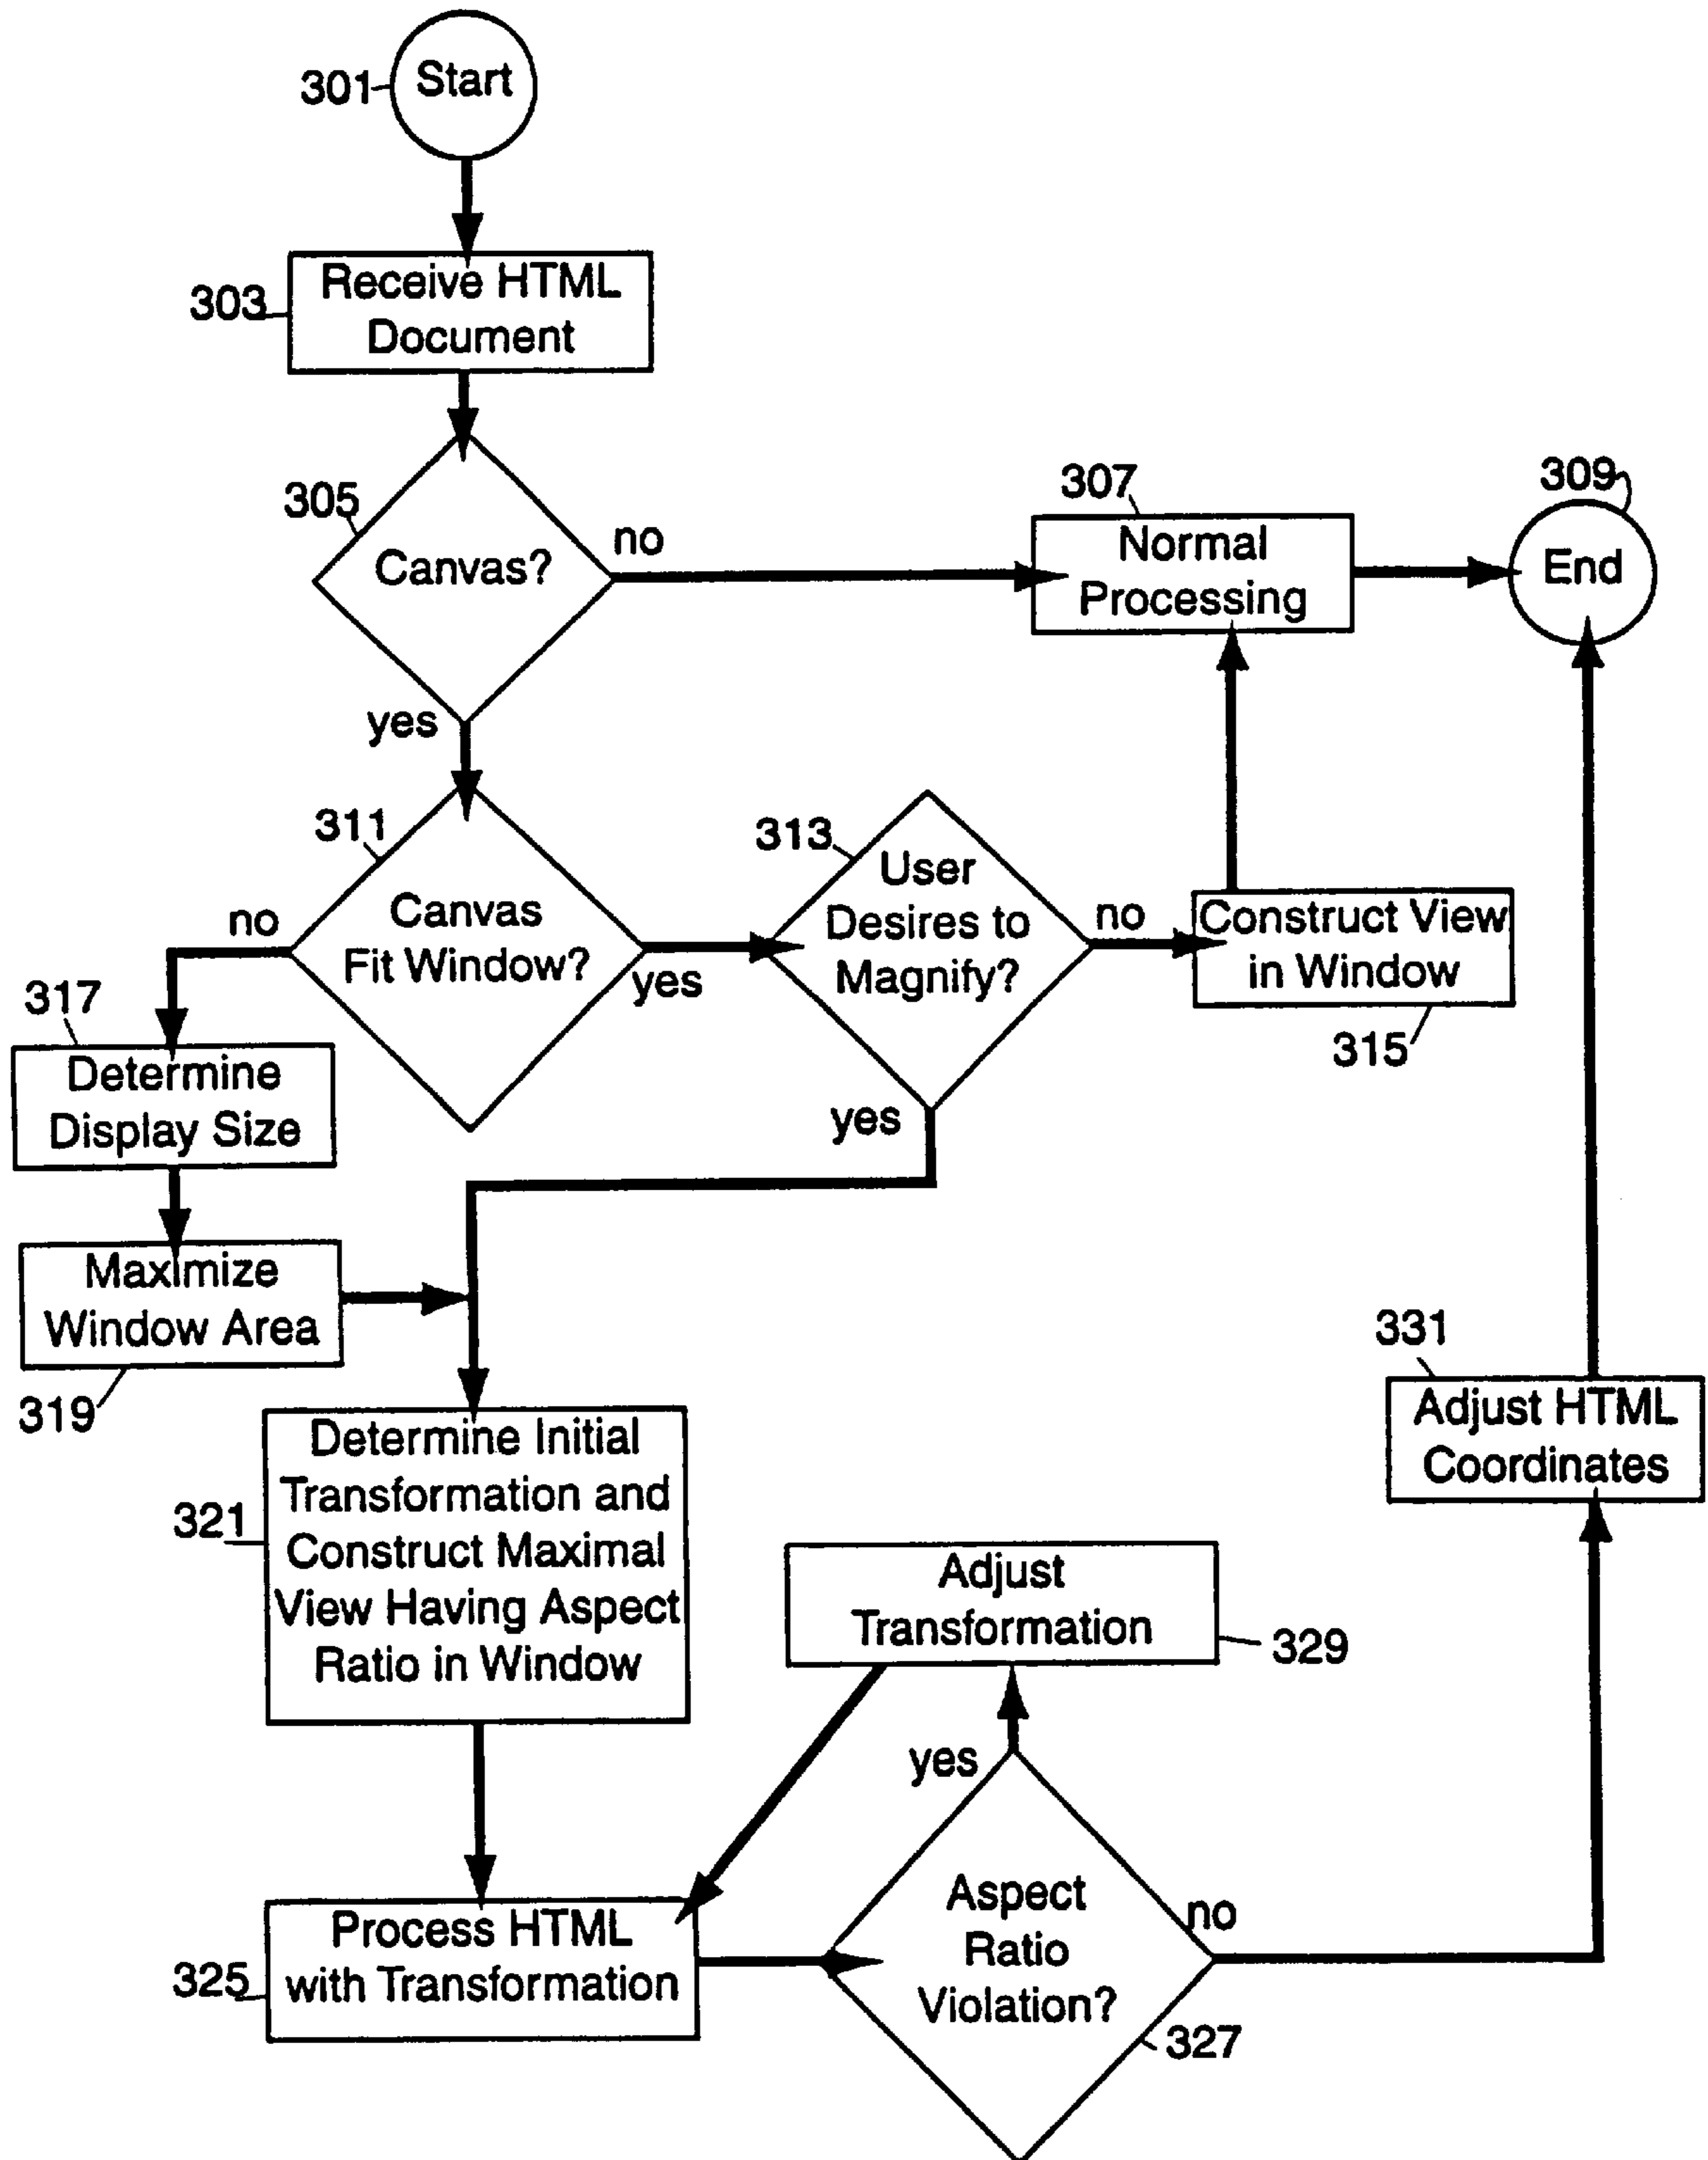 301
Start
303
Receive HTML
Document
305
Canvas?
no
yes
307
Normal
Processing
309
End
311
Canvas
Fit Window?
no
yes
313
User
Desires to
Magnify?
no
yes
Construct View
in Window
315
317
Determine
Display Size
Maximize
Window Area
319
321
Determine Initial
Transformation and
Construct Maximal
View Having Aspect
Ratio in Window
331
Adjust HTML
Coordinates
Adjust
Transformation
329
325
Process HTML
with Transformation
yes
Aspect
Ratio
Violation?
no
327